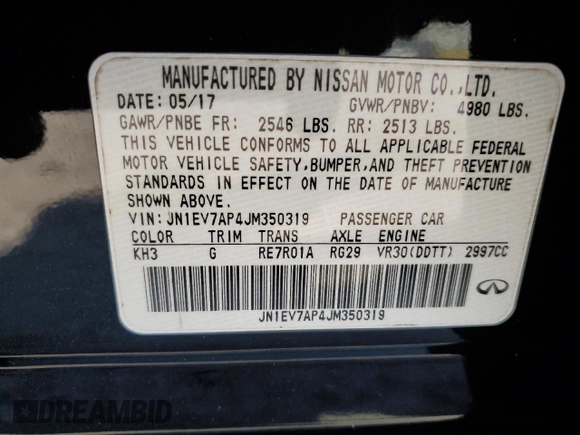 MANUFACTURED BY NISSAN MOTOR CO.,LTD.
DATE: 05/17 GVWR/PNBV: 4980 LBS.
GAWR/PNBE FR: 2546 LBS. RR: 2513 LBS.
THIS VEHICLE CONFORMS TO ALL APPLICABLE FEDERAL
MOTOR VEHICLE SAFETY,BUMPER,AND THEFT PREVENTION
STANDARDS IN EFFECT ON THE DATE OF MANUFACTURE
SHOWN ABOVE.
VIN: JN1EV7AP4JM350319 PASSENGER CAR
COLOR TRIM TRANS AXLE ENGINE
KH3 G RE7R01A RG29 VR30(DDTT) 2997CC
JN1EV7AP4JM350319
DREAMBID